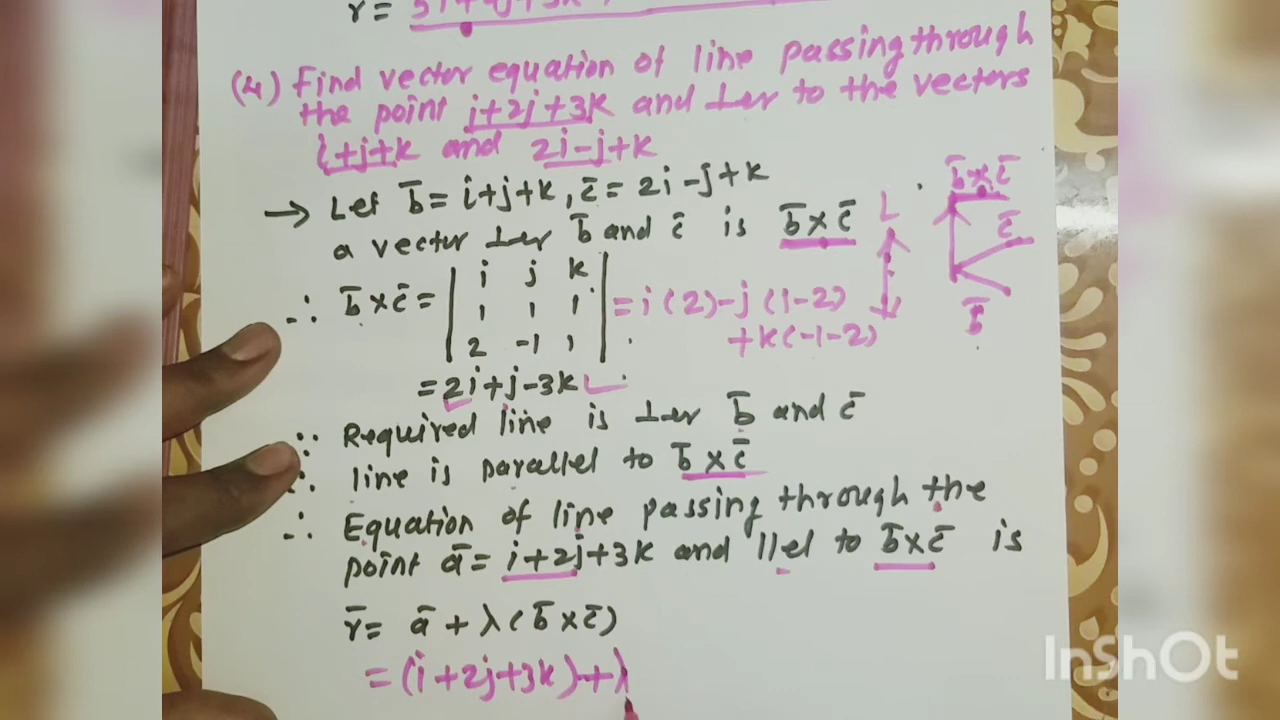 r =
(4) Find vector equation of line passing through
the point i+2j+3k and ⊥er to the vectors
i+j+k and 2i-j+k
→ Let b̄ = i+j+k, c̄ = 2i-j+k
a vector ⊥er b̄ and c̄ is b̄×c̄
∴ b̄×c̄ = | i j k |
| 1 1 1 |
| 2 -1 1 |
= i(2)-j(1-2)
+k(-1-2)
= 2i+j-3k
L
b̄×c̄
c̄
b̄
∵ Required line is ⊥er b̄ and c̄
∴ line is parallel to b̄×c̄
∴ Equation of line passing through the
point ā = i+2j+3k and llel to b̄×c̄ is
r̄ = ā + λ(b̄×c̄)
= (i+2j+3k)+λ
InShOt